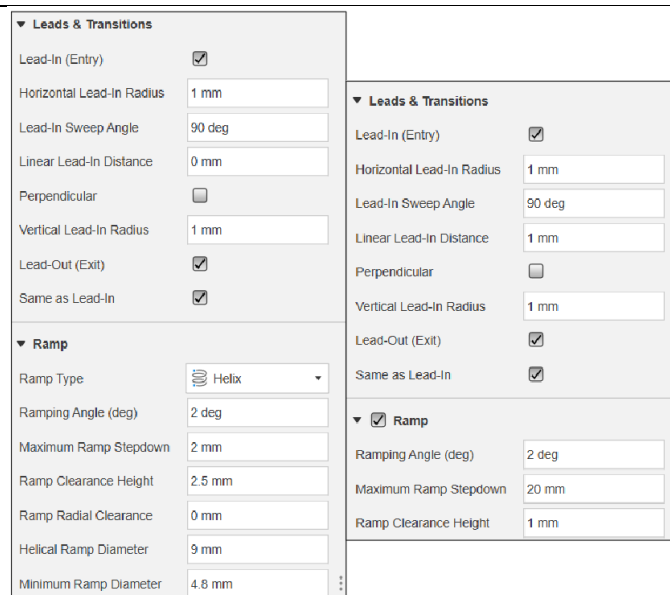 Leads & Transitions
Lead-In (Entry)
Horizontal Lead-In Radius 1 mm
Lead-In Sweep Angle 90 deg
Linear Lead-In Distance 0 mm
Perpendicular
Vertical Lead-In Radius 1 mm
Lead-Out (Exit)
Same as Lead-In
Ramp
Ramp Type Helix
Ramping Angle (deg) 2 deg
Maximum Ramp Stepdown 2 mm
Ramp Clearance Height 2.5 mm
Ramp Radial Clearance 0 mm
Helical Ramp Diameter 9 mm
Minimum Ramp Diameter 4.8 mm
Leads & Transitions
Lead-In (Entry)
Horizontal Lead-In Radius 1 mm
Lead-In Sweep Angle 90 deg
Linear Lead-In Distance 1 mm
Perpendicular
Vertical Lead-In Radius 1 mm
Lead-Out (Exit)
Same as Lead-In
Ramp
Ramping Angle (deg) 2 deg
Maximum Ramp Stepdown 20 mm
Ramp Clearance Height 1 mm